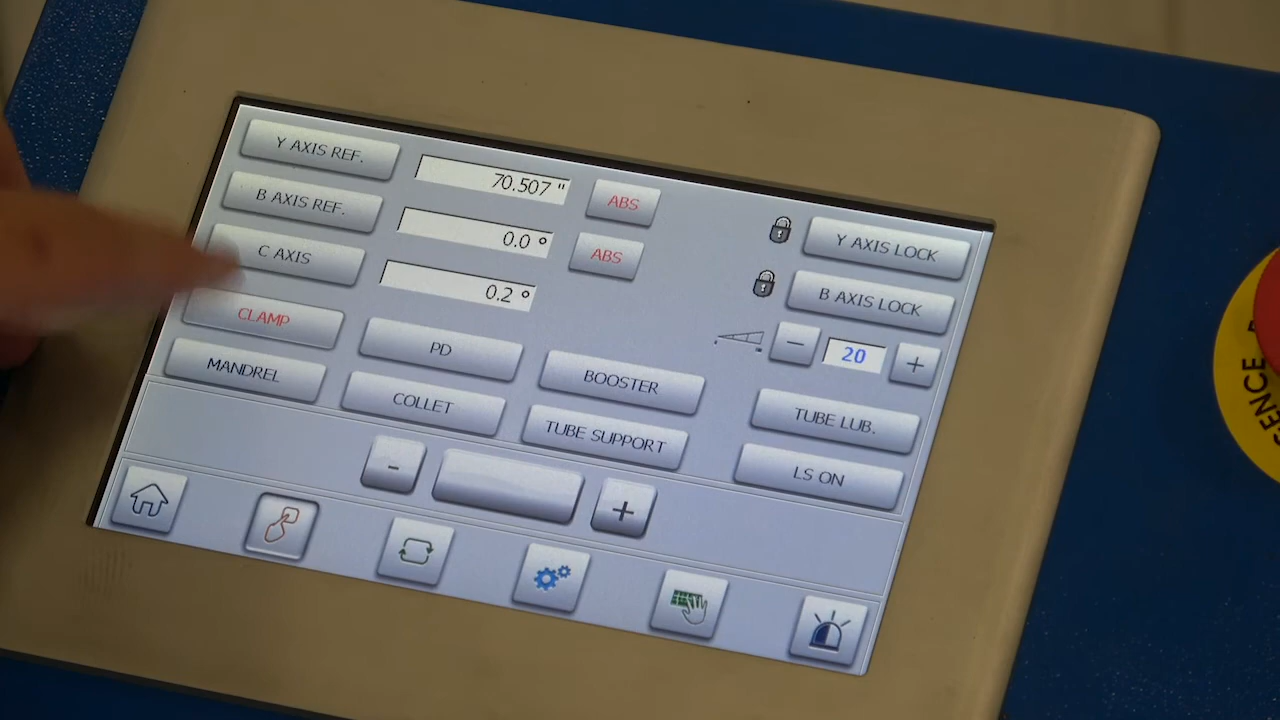 Y AXIS REF.
70.507 "
ABS
B AXIS REF.
0.0 °
ABS
C AXIS
0.2 °
Y AXIS LOCK
B AXIS LOCK
CLAMP
PD
BOOSTER
-
20
+
MANDREL
COLLET
TUBE SUPPORT
TUBE LUB.
LS ON
-
+